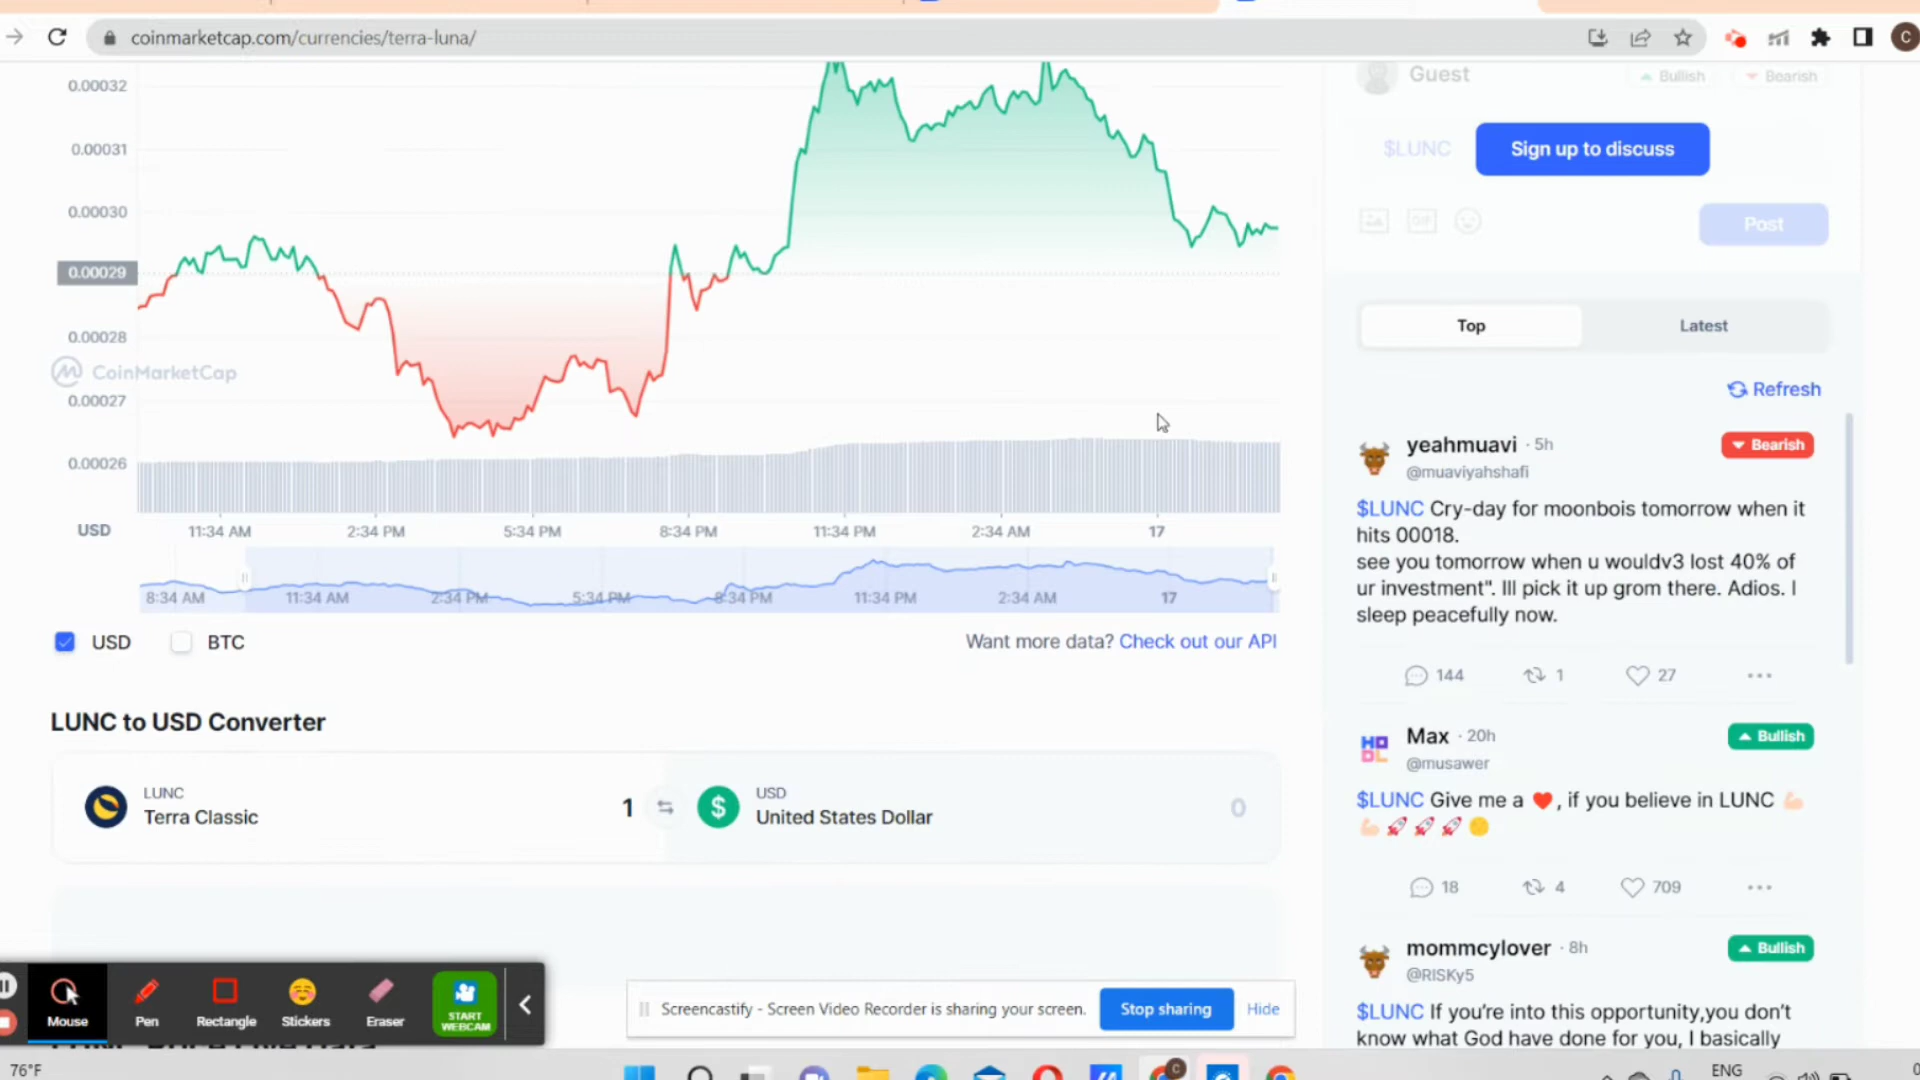 coinmarketcap.com/currencies/terra-luna/
C
0.00032
0.00031
0.00030
0.00029
0.00028
CoinMarketCap
0.00027
0.00026
USD
11:34 AM 2:34 PM 5:34 PM 8:34 PM 11:34 PM 2:34 AM 17
8:34 AM 11:34 AM 2:34 PM 5:34 PM 8:34 PM 11:34 PM 2:34 AM 17
USD BTC
Want more data? Check out our API
LUNC to USD Converter
LUNC
Terra Classic
1
USD
United States Dollar
0
Guest
Bullish Bearish
$LUNC
Sign up to discuss
GIF
Post
Top Latest
Refresh
yeahmuavi · 5h
Bearish
@muaviyahshafi
$LUNC Cry-day for moonbois tomorrow when it
hits 00018.
see you tomorrow when u wouldv3 lost 40% of
ur investment". Ill pick it up grom there. Adios. I
sleep peacefully now.
144 1 27
HODL
Max · 20h
Bullish
@musawer
$LUNC Give me a ❤️, if you believe in LUNC 💪🏻
💪🏻🚀🚀🚀🌕
18 4 709
mommcylover · 8h
Bullish
@RISKy5
$LUNC If you're into this opportunity,you don't
know what God have done for you, I basically
Mouse Pen Rectangle Stickers Eraser START
WEBCAM
Screencastify - Screen Video Recorder is sharing your screen. Stop sharing Hide
76°F
C
ENG